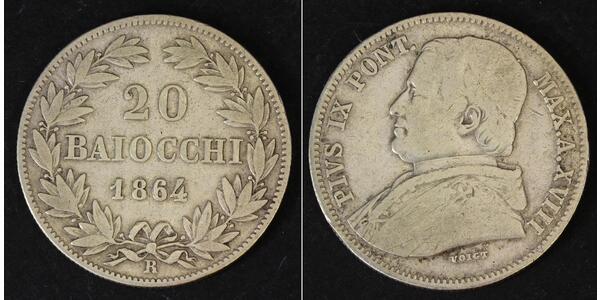 20
BAIOCCHI
1864
R
PIVS IX PONT. MAX. A. XVIII
VOIGT